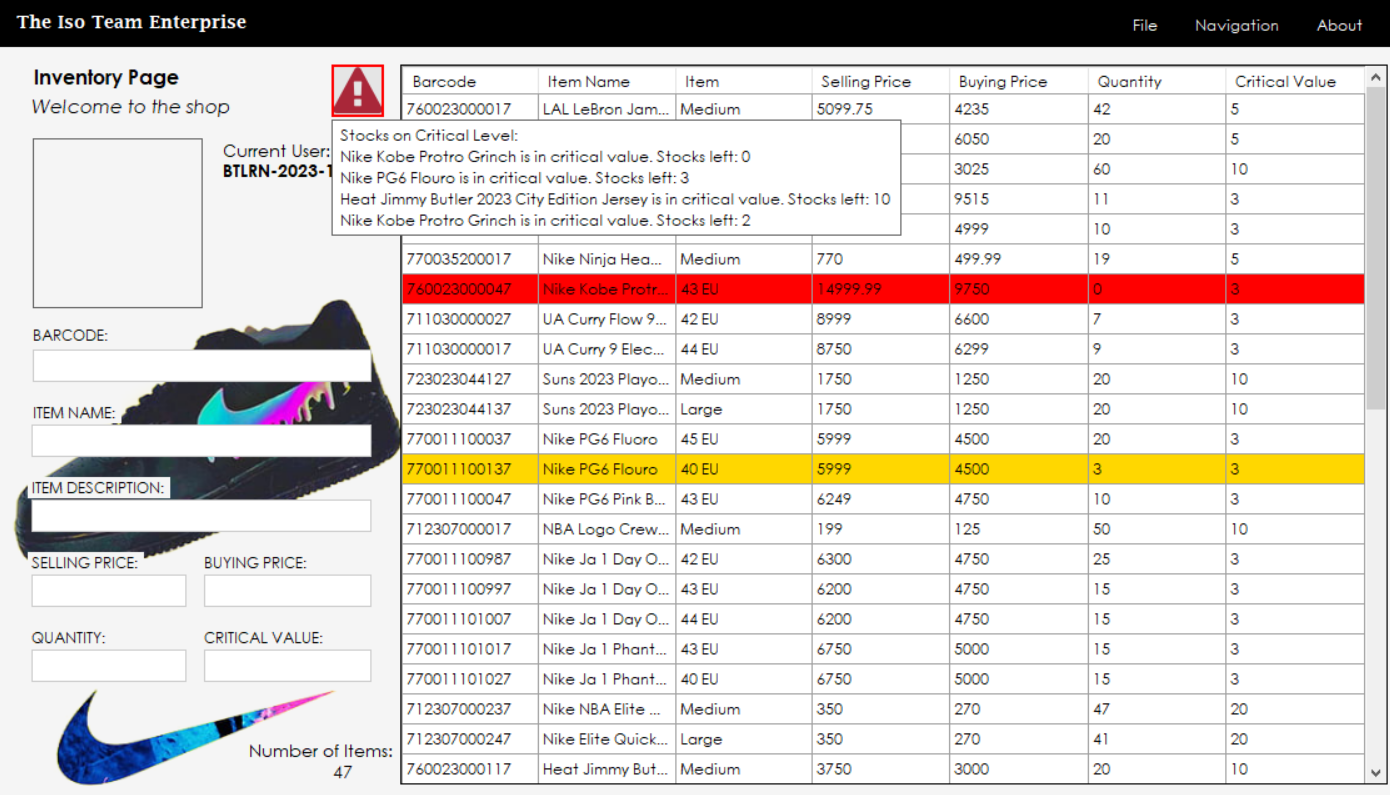 The Iso Team Enterprise
File Navigation About
Inventory Page
Welcome to the shop
Current User:
BTLRN-2023-1
Stocks on Critical Level:
Nike Kobe Protro Grinch is in critical value. Stocks left: 0
Nike PG6 Flouro is in critical value. Stocks left: 3
Heat Jimmy Butler 2023 City Edition Jersey is in critical value. Stocks left: 10
Nike Kobe Protro Grinch is in critical value. Stocks left: 2
BARCODE:
ITEM NAME:
ITEM DESCRIPTION:
SELLING PRICE: BUYING PRICE:
QUANTITY: CRITICAL VALUE:
Number of Items:
47
Barcode Item Name Item Selling Price Buying Price Quantity Critical Value
760023000017 LAL LeBron Jam... Medium 5099.75 4235 42 5
6050 20 5
3025 60 10
9515 11 3
4999 10 3
770035200017 Nike Ninja Hea... Medium 770 499.99 19 5
760023000047 Nike Kobe Protr... 43 EU 14999.99 9750 0 3
711030000027 UA Curry Flow 9... 42 EU 8999 6600 7 3
711030000017 UA Curry 9 Elec... 44 EU 8750 6299 9 3
723023044127 Suns 2023 Playo... Medium 1750 1250 20 10
723023044137 Suns 2023 Playo... Large 1750 1250 20 10
770011100037 Nike PG6 Fluoro 45 EU 5999 4500 20 3
770011100137 Nike PG6 Flouro 40 EU 5999 4500 3 3
770011100047 Nike PG6 Pink B... 43 EU 6249 4750 10 3
712307000017 NBA Logo Crew... Medium 199 125 50 10
770011100987 Nike Ja 1 Day O... 42 EU 6300 4750 25 3
770011100997 Nike Ja 1 Day O... 43 EU 6200 4750 15 3
770011101007 Nike Ja 1 Day O... 44 EU 6200 4750 15 3
770011101017 Nike Ja 1 Phant... 43 EU 6750 5000 15 3
770011101027 Nike Ja 1 Phant... 40 EU 6750 5000 15 3
712307000237 Nike NBA Elite ... Medium 350 270 47 20
712307000247 Nike Elite Quick... Large 350 270 41 20
760023000117 Heat Jimmy But... Medium 3750 3000 20 10